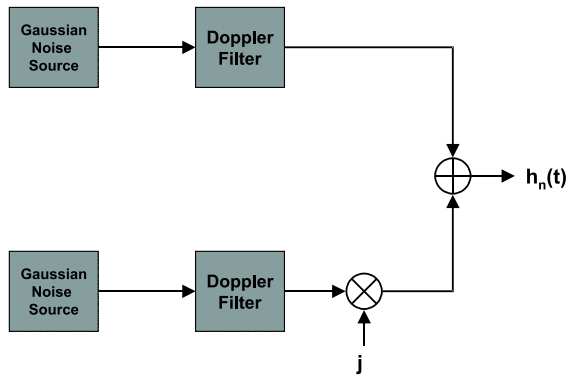 Gaussian
Noise
Source
Doppler
Filter
hn(t)
Gaussian
Noise
Source
Doppler
Filter
j